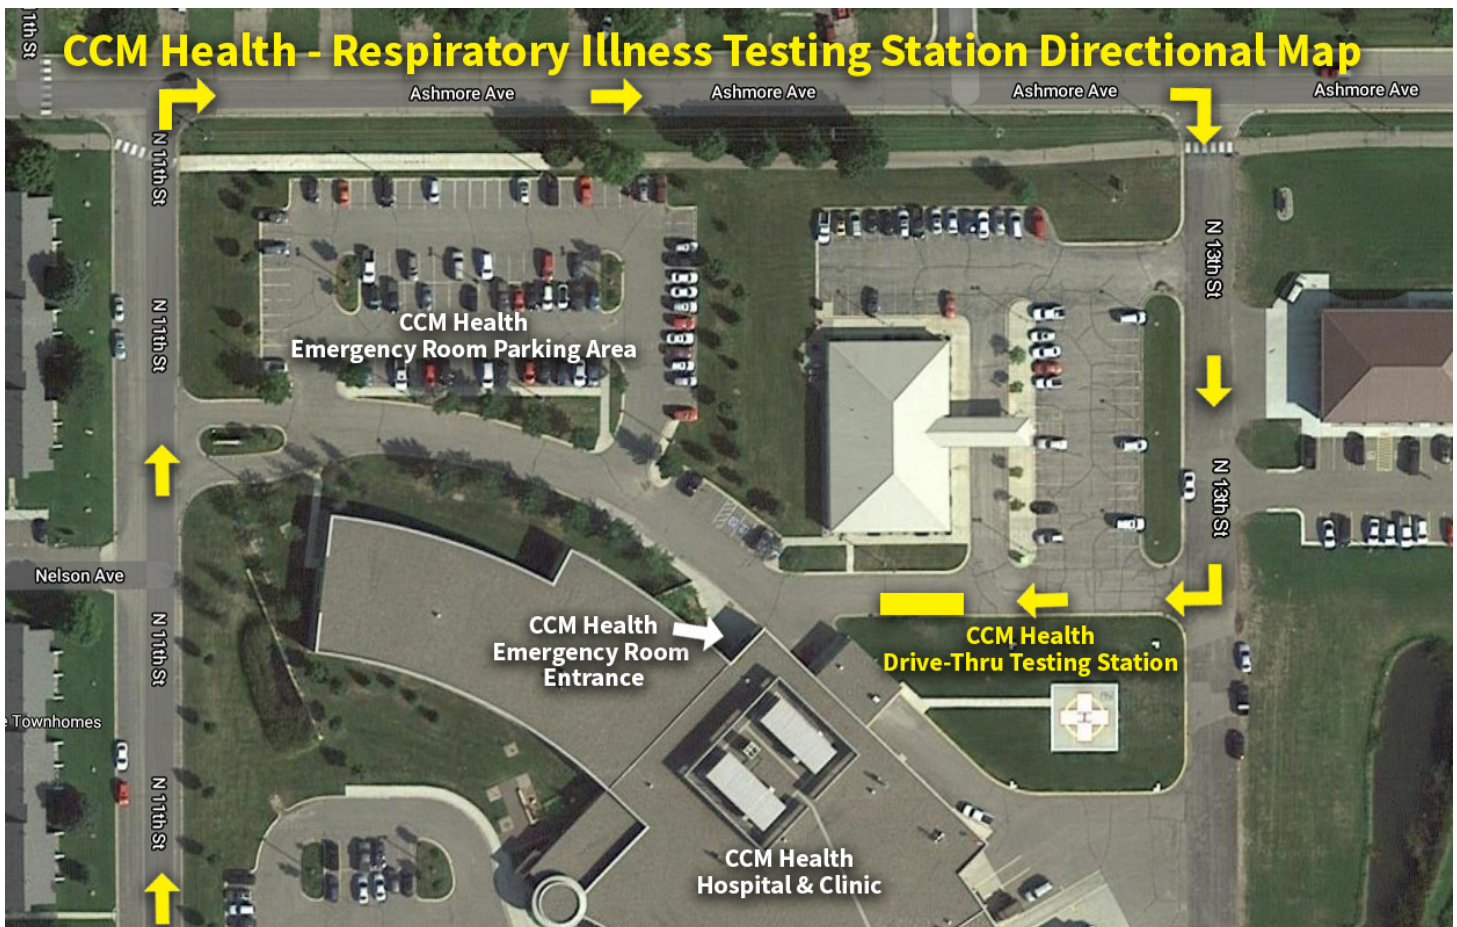 11th St
CCM Health - Respiratory Illness Testing Station Directional Map
Ashmore Ave
Ashmore Ave
Ashmore Ave
Ashmore Ave
N 11th St
N 13th St
N 11th St
CCM Health
Emergency Room Parking Area
N 13th St
Nelson Ave
N 11th St
CCM Health
Emergency Room
Entrance
CCM Health
Drive-Thru Testing Station
H
e Townhomes
N 11th St
CCM Health
Hospital & Clinic